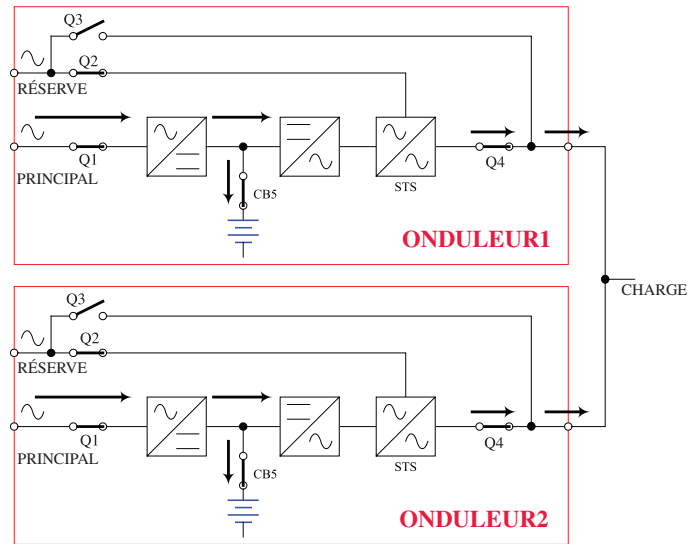 Q3
Q2
RÉSERVE
Q1
PRINCIPAL
CB5
STS
Q4
ONDULEUR1
CHARGE
Q3
Q2
RÉSERVE
Q1
PRINCIPAL
CB5
STS
Q4
ONDULEUR2